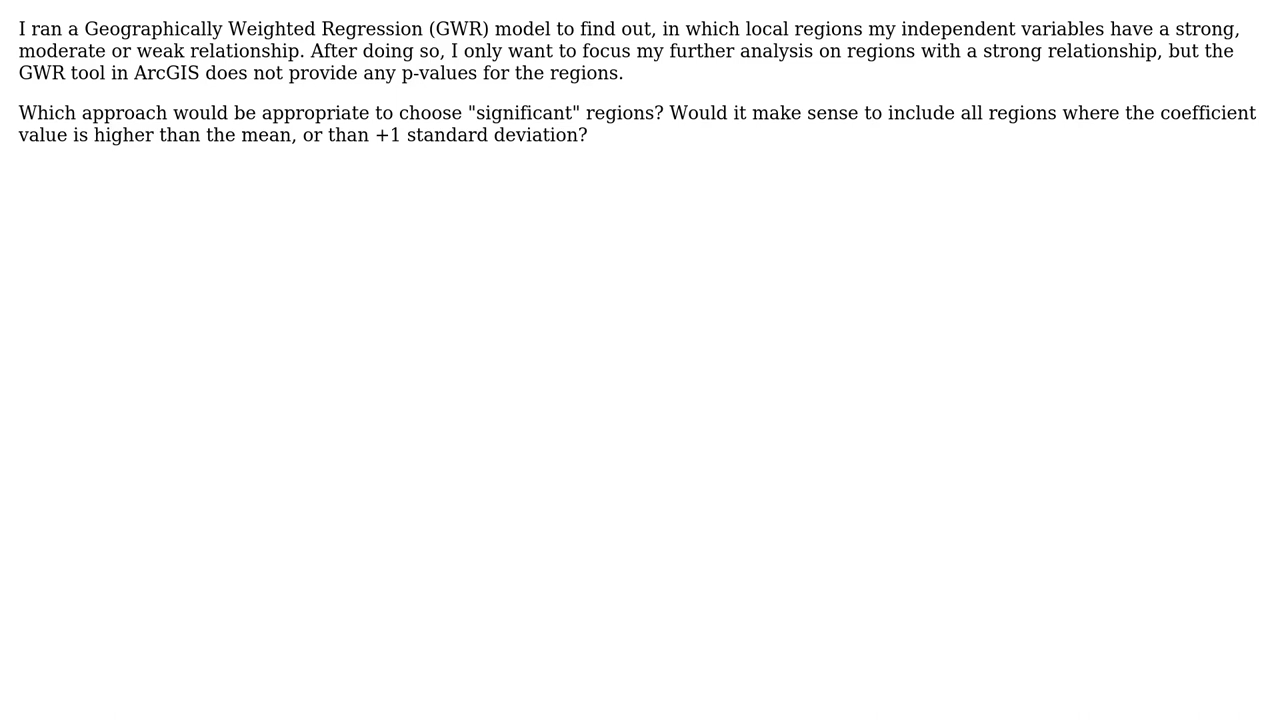 I ran a Geographically Weighted Regression (GWR) model to find out, in which local regions my independent variables have a strong,
moderate or weak relationship. After doing so, I only want to focus my further analysis on regions with a strong relationship, but the
GWR tool in ArcGIS does not provide any p-values for the regions.
Which approach would be appropriate to choose "significant" regions? Would it make sense to include all regions where the coefficient
value is higher than the mean, or than +1 standard deviation?